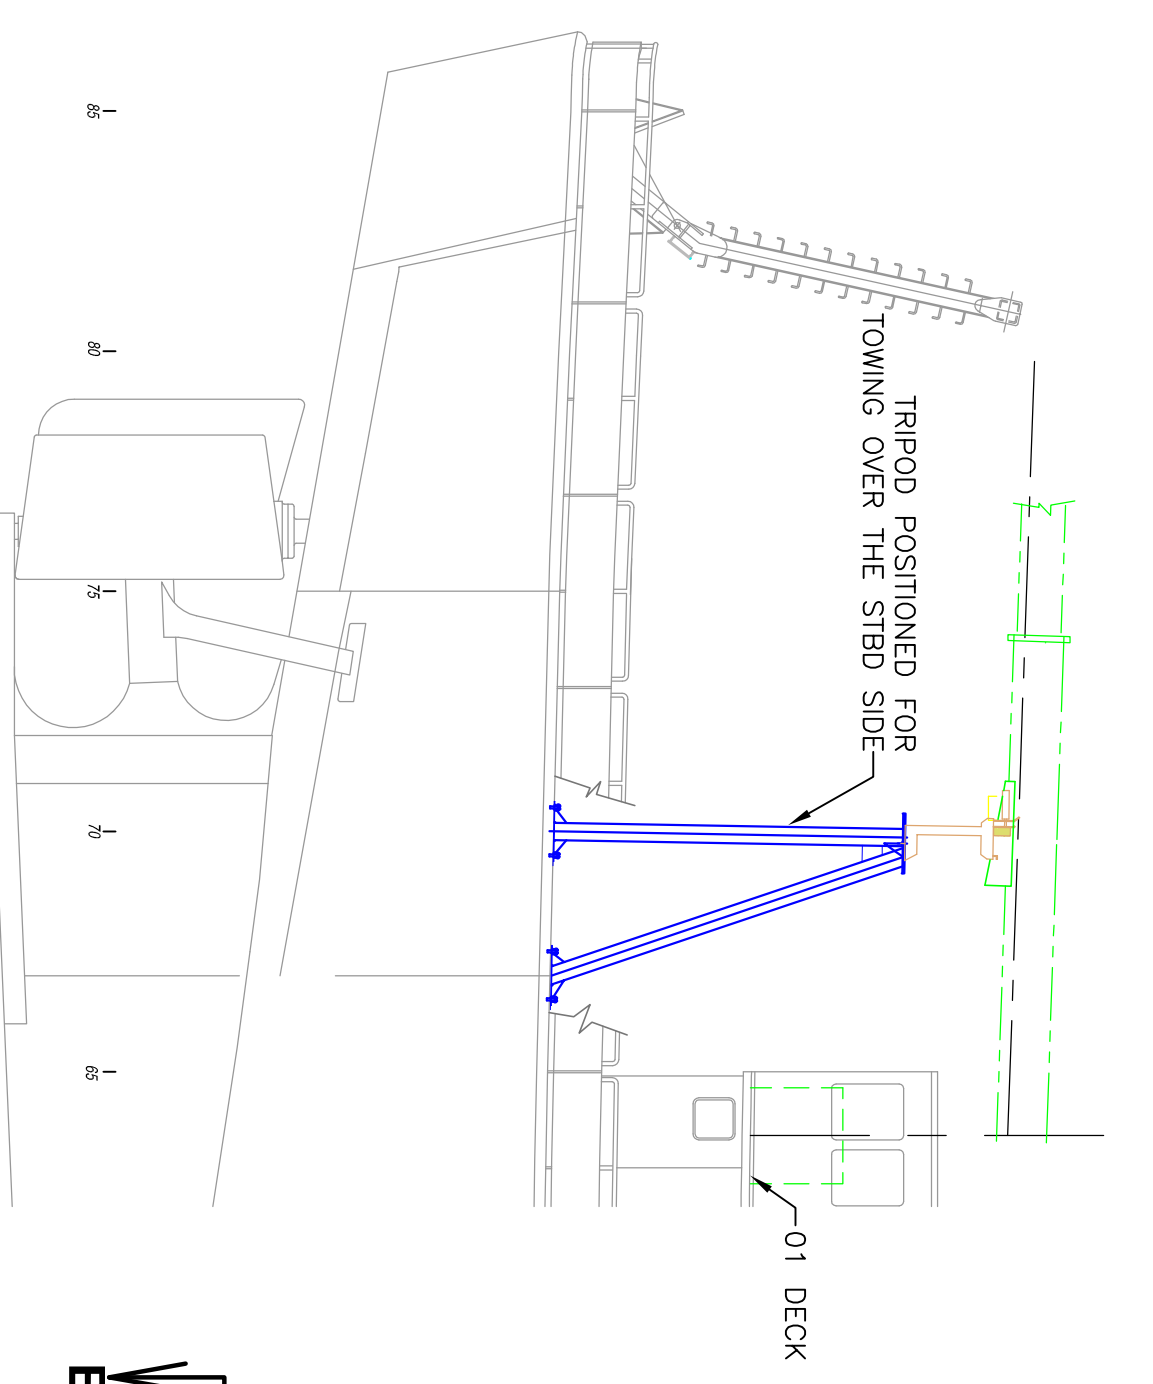 TRIPOD POSITIONED FOR
TOWING OVER THE STBD SIDE
01 DECK
85
80
75
70
65
E